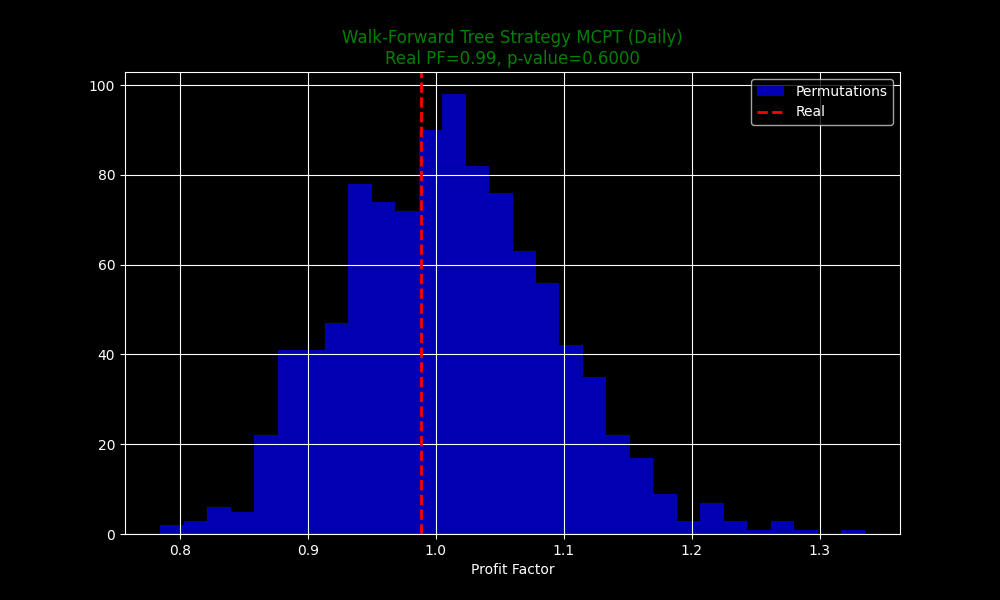 Walk-Forward Tree Strategy MCPT (Daily)
Real PF=0.99, p-value=0.6000
Permutations
Real
100
80
60
40
20
0
0.8 0.9 1.0 1.1 1.2 1.3
Profit Factor